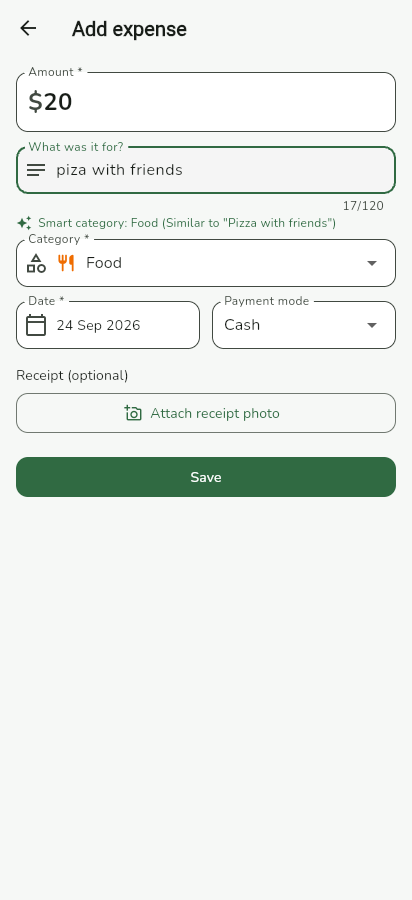 Add expense
Amount *
$20
What was it for?
piza with friends
17/120
Smart category: Food (Similar to "Pizza with friends")
Category *
Food
Date *
Payment mode
24 Sep 2026
Cash
Receipt (optional)
Attach receipt photo
Save